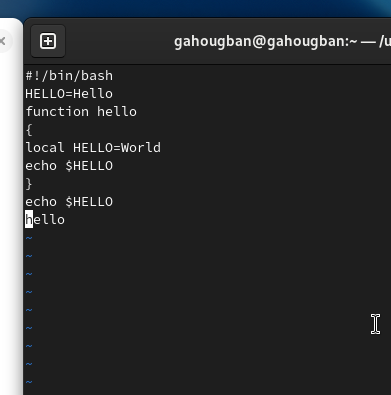 gahougban@gahougban:~ — /u
#!/bin/bash
HELLO=Hello
function hello
{
local HELLO=World
echo $HELLO
}
echo $HELLO
hello
~
~
~
~
~
~
~
~
~